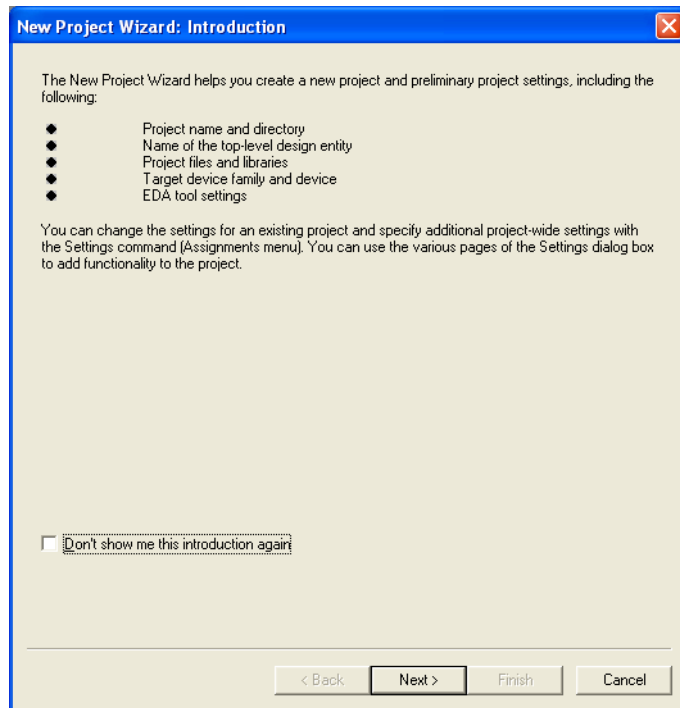 New Project Wizard: Introduction
The New Project Wizard helps you create a new project and preliminary project settings, including the
following:
Project name and directory
Name of the top-level design entity
Project files and libraries
Target device family and device
EDA tool settings
You can change the settings for an existing project and specify additional project-wide settings with
the Settings command (Assignments menu). You can use the various pages of the Settings dialog box
to add functionality to the project.
Don't show me this introduction again
< Back Next > Finish Cancel